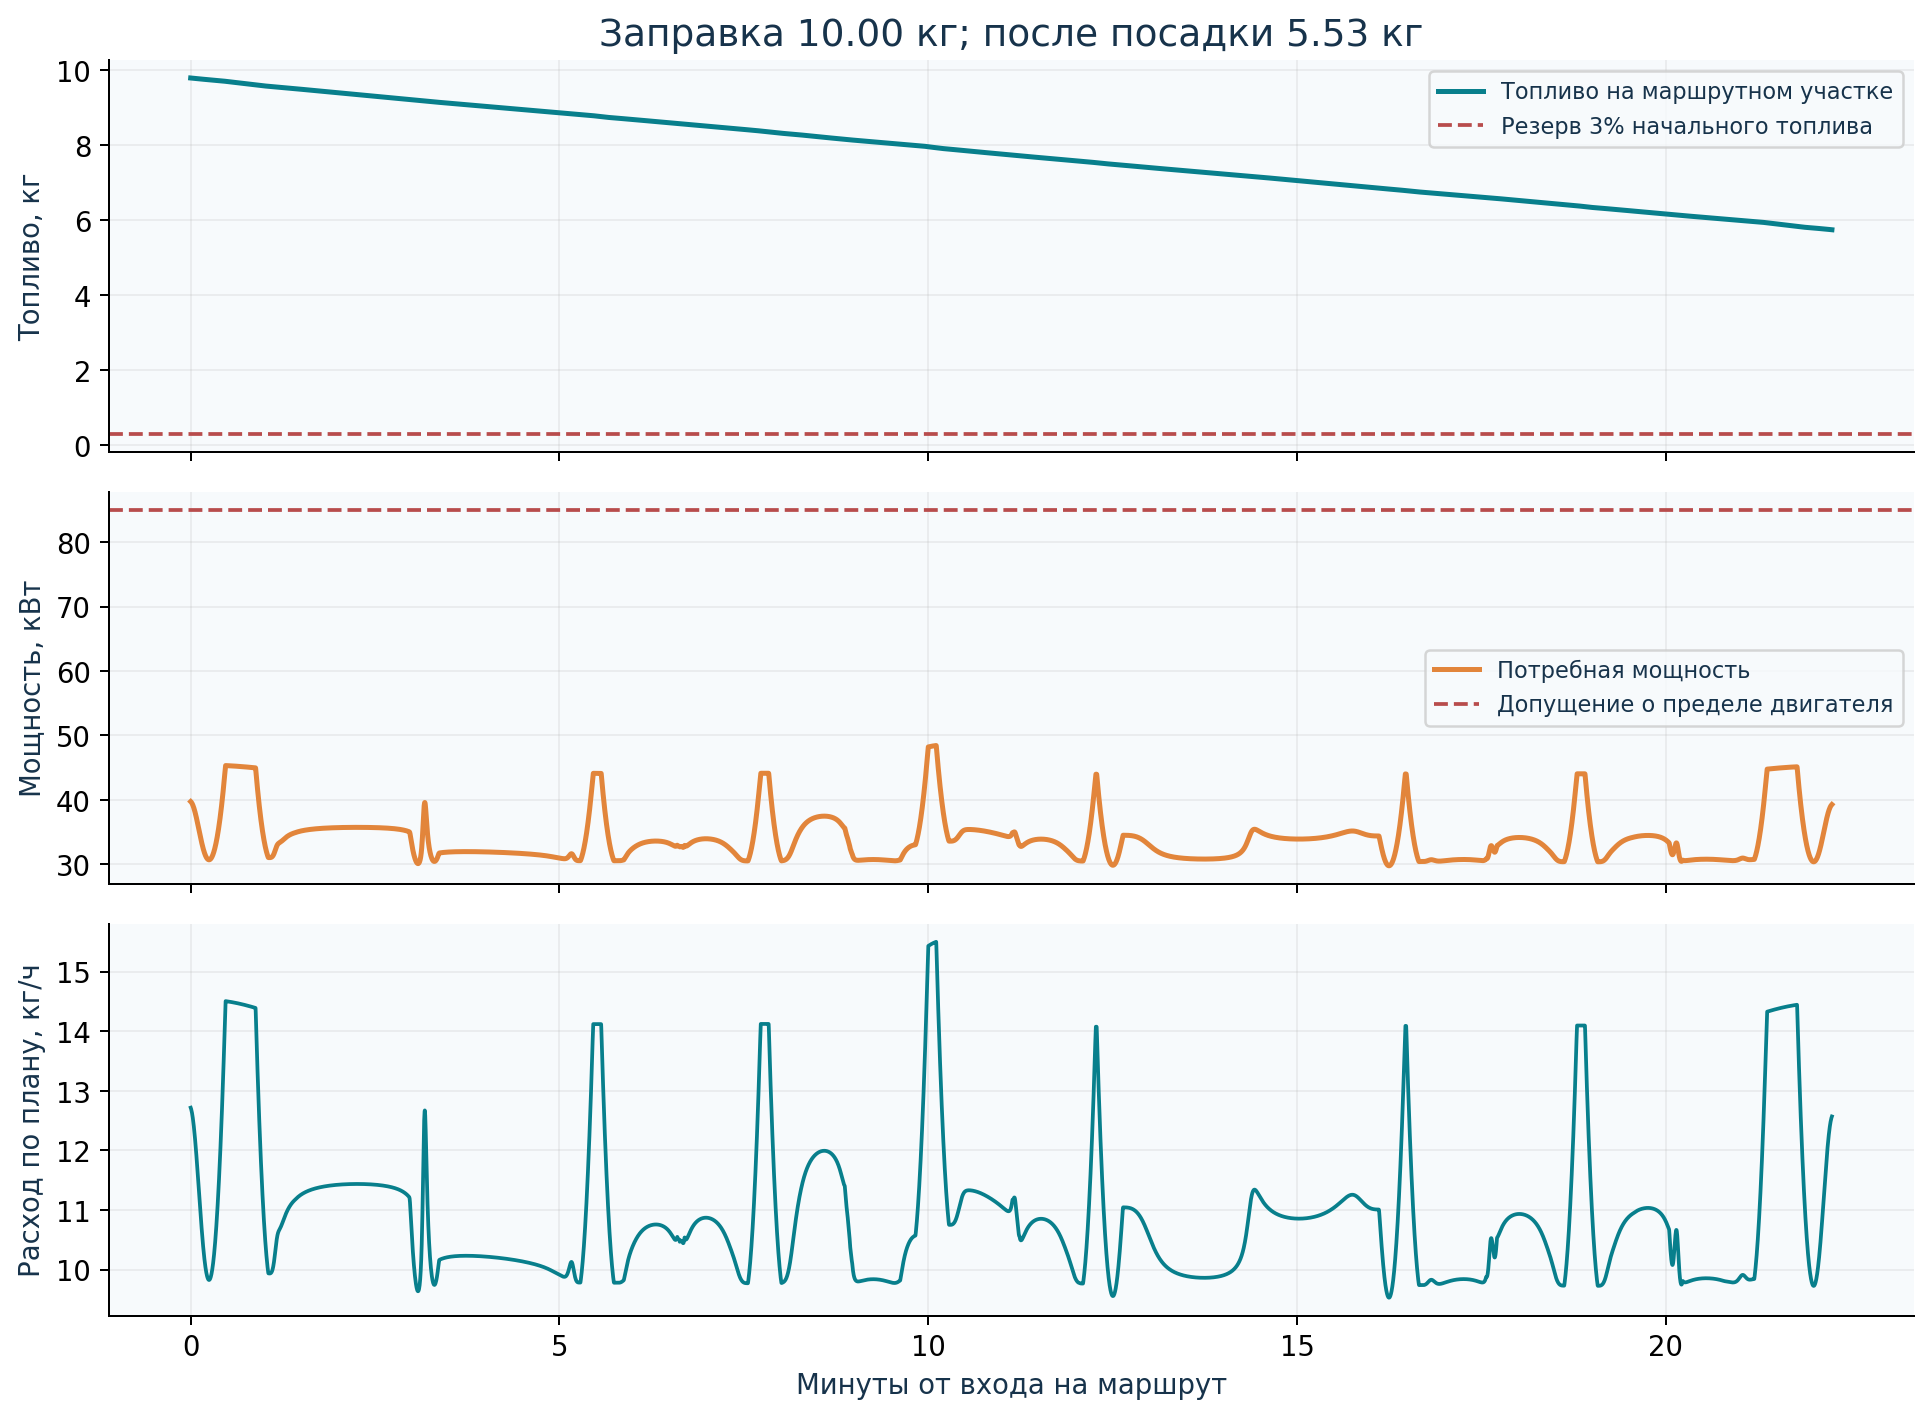 Заправка 10.00 кг; после посадки 5.53 кг
Топливо, кг
10
8
6
4
2
0
Топливо на маршрутном участке
Резерв 3% начального топлива
Мощность, кВт
80
70
60
50
40
30
Потребная мощность
Допущение о пределе двигателя
Расход по плану, кг/ч
15
14
13
12
11
10
0 5 10 15 20
Минуты от входа на маршрут